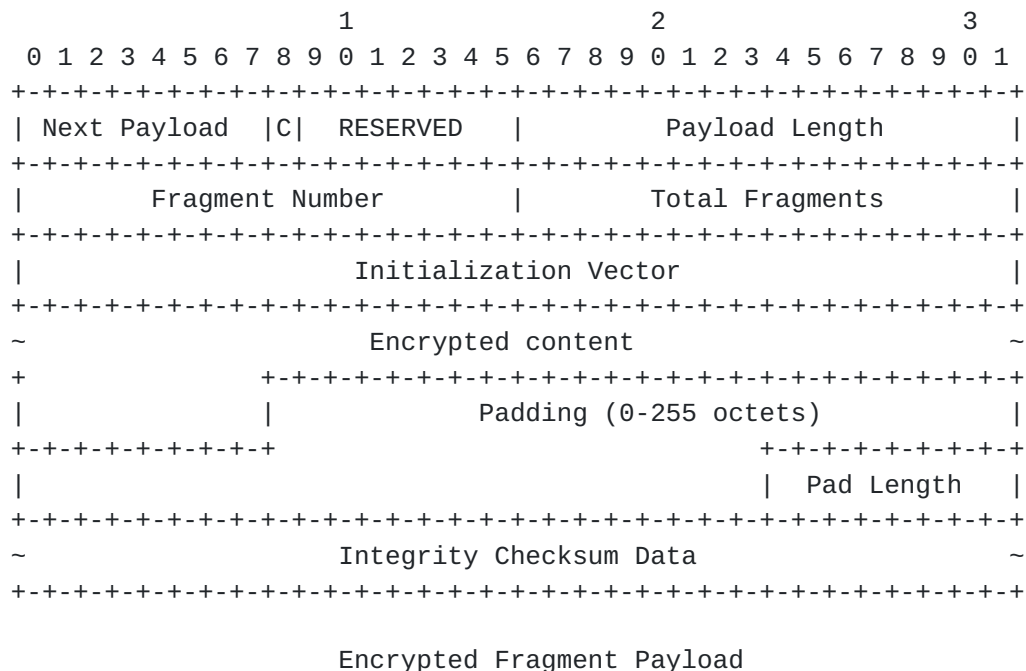 1                   2                   3
 0 1 2 3 4 5 6 7 8 9 0 1 2 3 4 5 6 7 8 9 0 1 2 3 4 5 6 7 8 9 0 1
+-+-+-+-+-+-+-+-+-+-+-+-+-+-+-+-+-+-+-+-+-+-+-+-+-+-+-+-+-+-+-+-+
| Next Payload  |C|  RESERVED   |         Payload Length        |
+-+-+-+-+-+-+-+-+-+-+-+-+-+-+-+-+-+-+-+-+-+-+-+-+-+-+-+-+-+-+-+-+
|        Fragment Number        |        Total Fragments        |
+-+-+-+-+-+-+-+-+-+-+-+-+-+-+-+-+-+-+-+-+-+-+-+-+-+-+-+-+-+-+-+-+
|                     Initialization Vector                     |
+-+-+-+-+-+-+-+-+-+-+-+-+-+-+-+-+-+-+-+-+-+-+-+-+-+-+-+-+-+-+-+-+
~                      Encrypted content                        ~
+               +-+-+-+-+-+-+-+-+-+-+-+-+-+-+-+-+-+-+-+-+-+-+-+-+
|               |             Padding (0-255 octets)            |
+-+-+-+-+-+-+-+-+                               +-+-+-+-+-+-+-+-+
|                                               |  Pad Length   |
+-+-+-+-+-+-+-+-+-+-+-+-+-+-+-+-+-+-+-+-+-+-+-+-+-+-+-+-+-+-+-+-+
~                    Integrity Checksum Data                    ~
+-+-+-+-+-+-+-+-+-+-+-+-+-+-+-+-+-+-+-+-+-+-+-+-+-+-+-+-+-+-+-+-+
                     Encrypted Fragment Payload